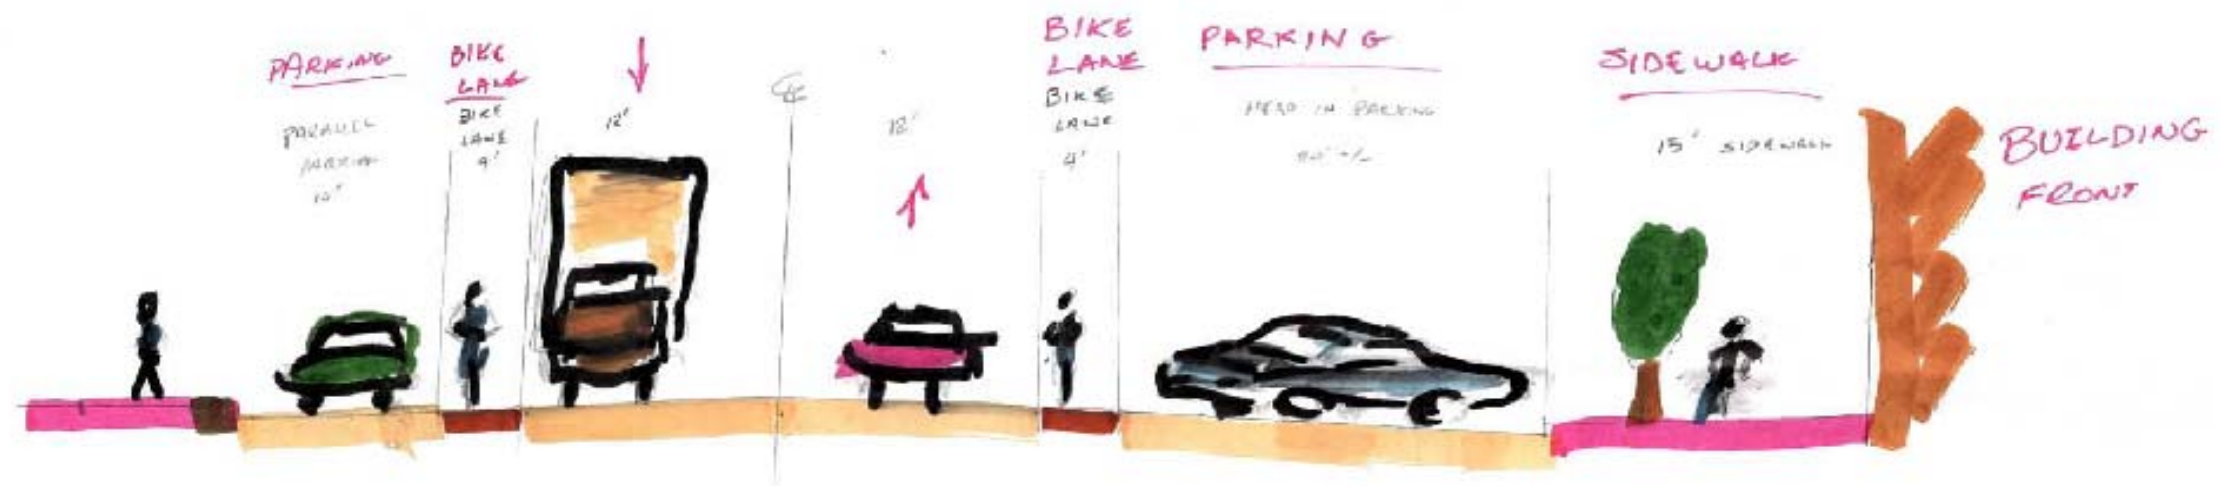 PARKING
PARALLEL
PARKING
10'
BIKE
LANE
BIKE
LANE
4'
12'
CL
12'
BIKE
LANE
BIKE
LANE
4'
PARKING
HEAD IN PARKING
SIDEWALK
15' SIDEWALK
BUILDING
FRONT